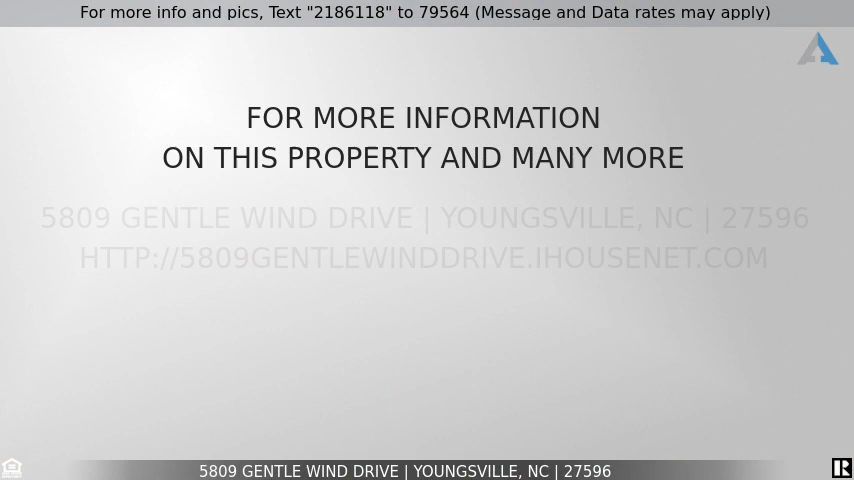 For more info and pics, Text "2186118" to 79564 (Message and Data rates may apply)
FOR MORE INFORMATION
ON THIS PROPERTY AND MANY MORE
5809 GENTLE WIND DRIVE | YOUNGSVILLE, NC | 27596
HTTP://5809GENTLEWINDDRIVE.IHOUSENET.COM
5809 GENTLE WIND DRIVE | YOUNGSVILLE, NC | 27596